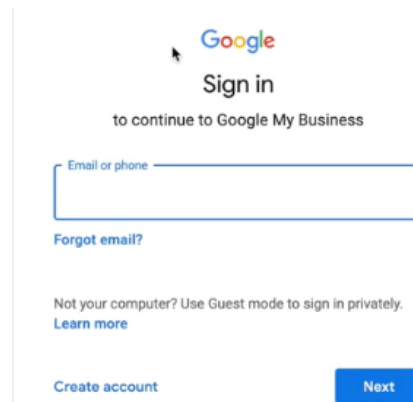 Google
Sign in
to continue to Google My Business
Email or phone
Forgot email?
Not your computer? Use Guest mode to sign in privately.
Learn more
Create account
Next